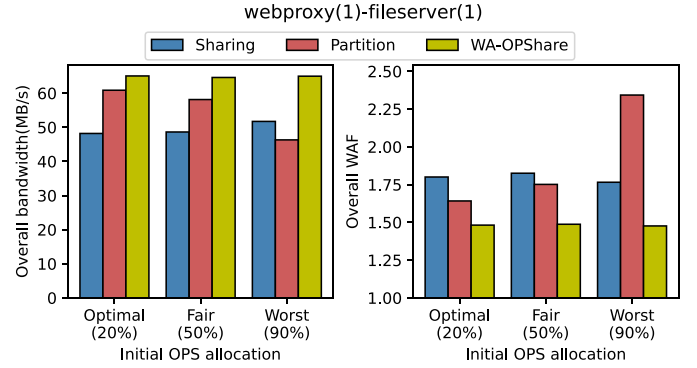 webproxy(1)-fileserver(1)
Sharing Partition WA-OPShare
Overall bandwidth(MB/s)
60
50
40
30
20
10
0
Optimal (20%)
Fair (50%)
Worst (90%)
Initial OPS allocation
Overall WAF
2.50
2.25
2.00
1.75
1.50
1.25
1.00
Optimal (20%)
Fair (50%)
Worst (90%)
Initial OPS allocation